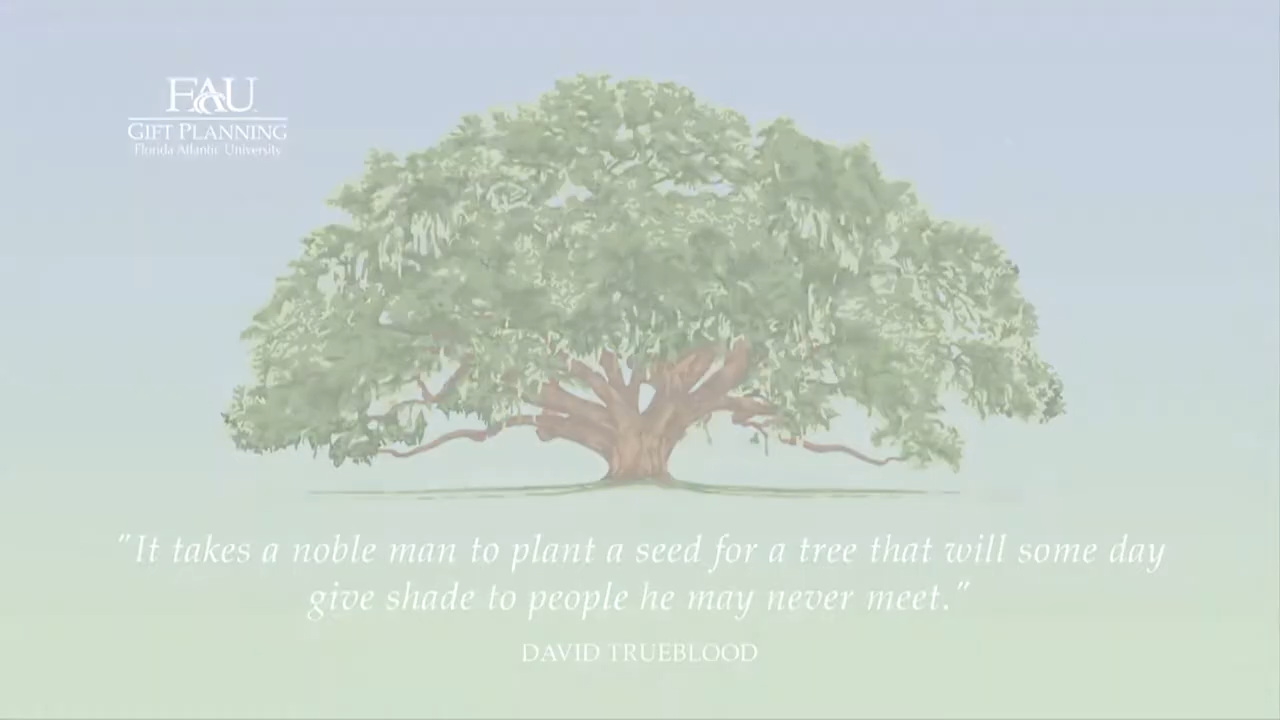 FAU
GIFT PLANNING
Florida Atlantic University
"It takes a noble man to plant a seed for a tree that will some day
give shade to people he may never meet."
DAVID TRUEBLOOD